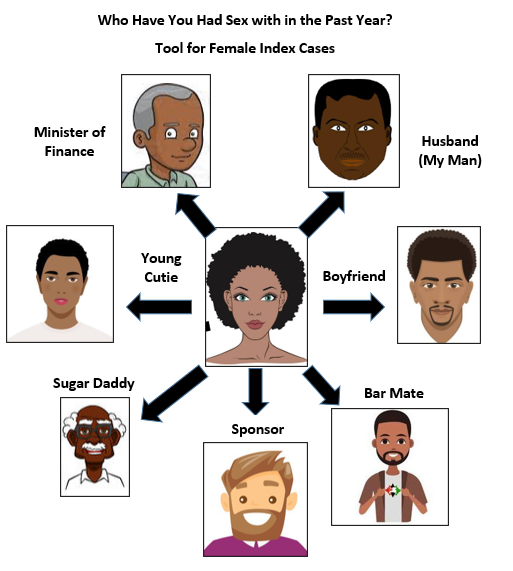 Who Have You Had Sex with in the Past Year?
Tool for Female Index Cases
Minister of
Finance
Husband
(My Man)
Young
Cutie
Boyfriend
Sugar Daddy
Bar Mate
Sponsor